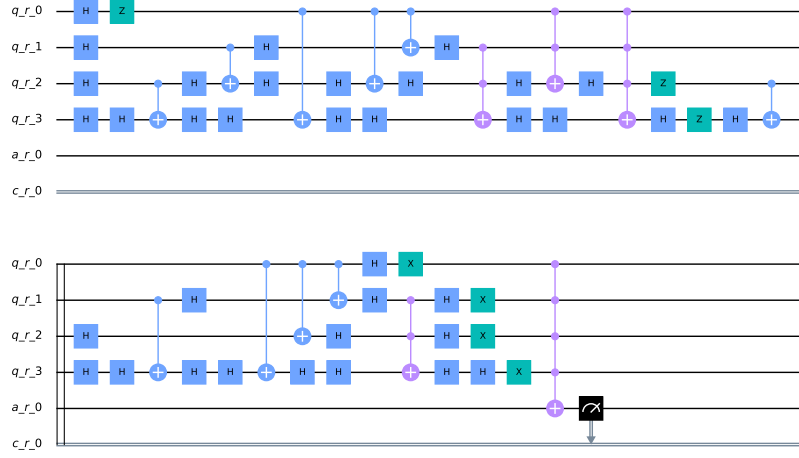 q_r_0 H Z
q_r_1 H H H
q_r_2 H H H H H H H Z
q_r_3 H H H H H H H H H Z H
a_r_0
c_r_0
q_r_0 H X
q_r_1 H H H X
q_r_2 H H H X
q_r_3 H H H H H H H H X
a_r_0
c_r_0